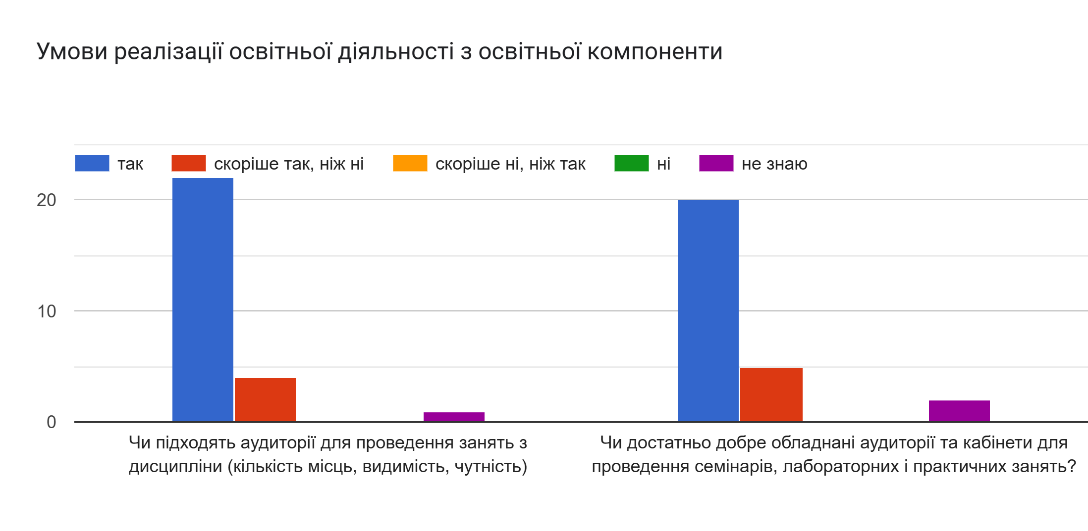 Умови реалізації освітньої діяльності з освітньої компоненти
так скоріше так, ніж ні скоріше ні, ніж так ні не знаю
20
10
0
Чи підходять аудиторії для проведення занять з
дисципліни (кількість місць, видимість, чутність)
Чи достатньо добре обладнані аудиторії та кабінети для
проведення семінарів, лабораторних і практичних занять?